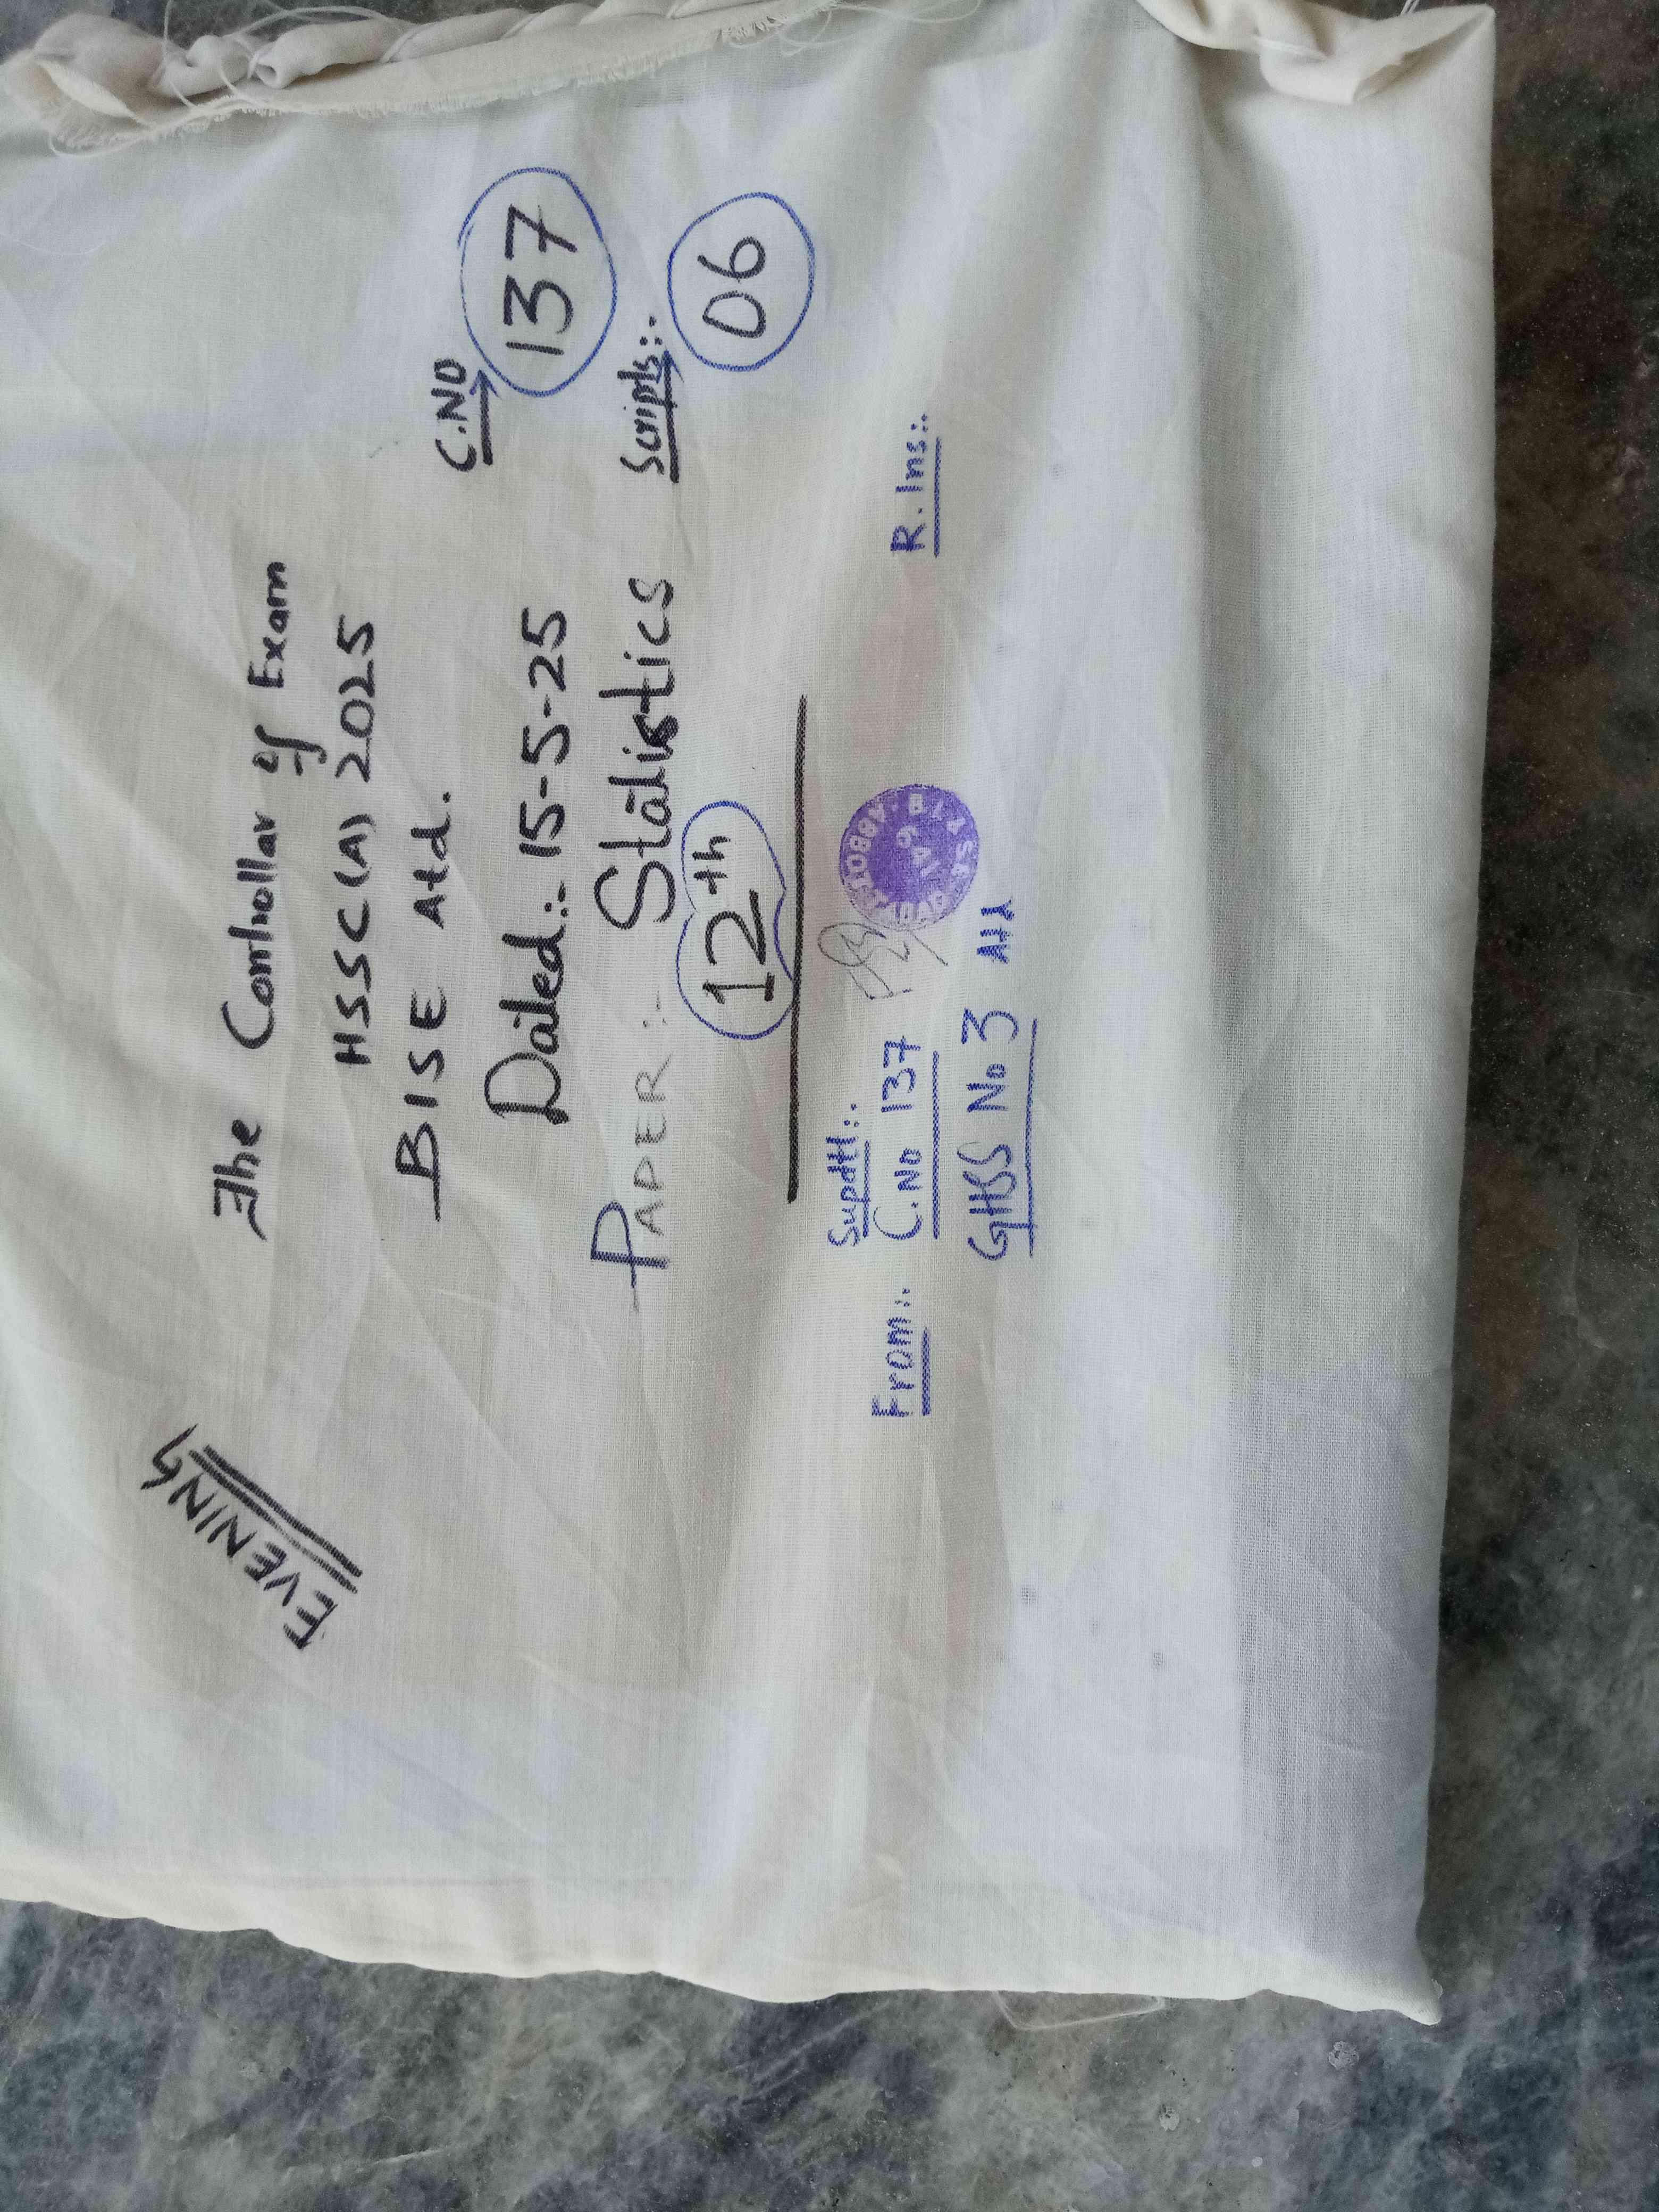 EVENING
The Controllar of Exam
HSSC(A) 2025
BISE Atd.
C.NO
137
Dated:- 15-5-25
PAPER:- Statistics
Scripts:-
06
12th
From:-
Supdtt:-
C.No 137
GHSS No 3 Atd
R. Ins:-